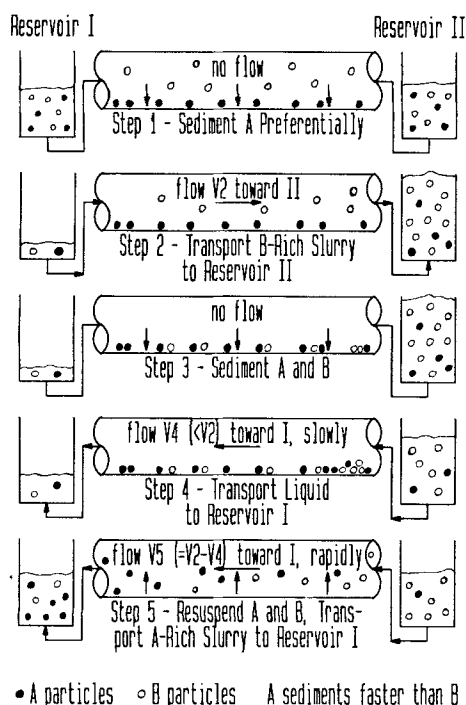 Reservoir I
Reservoir II
no flow
Step 1 - Sediment A Preferentially
flow V2 toward II
Step 2 - Transport B-Rich Slurry
to Reservoir II
no flow
Step 3 - Sediment A and B
flow V4 (<V2) toward I, slowly
Step 4 - Transport Liquid
to Reservoir I
flow V5 (=V2-V4) toward I, rapidly
Step 5 - Resuspend A and B, Trans-
port A-Rich Slurry to Reservoir I
A particles B particles A sediments faster than B